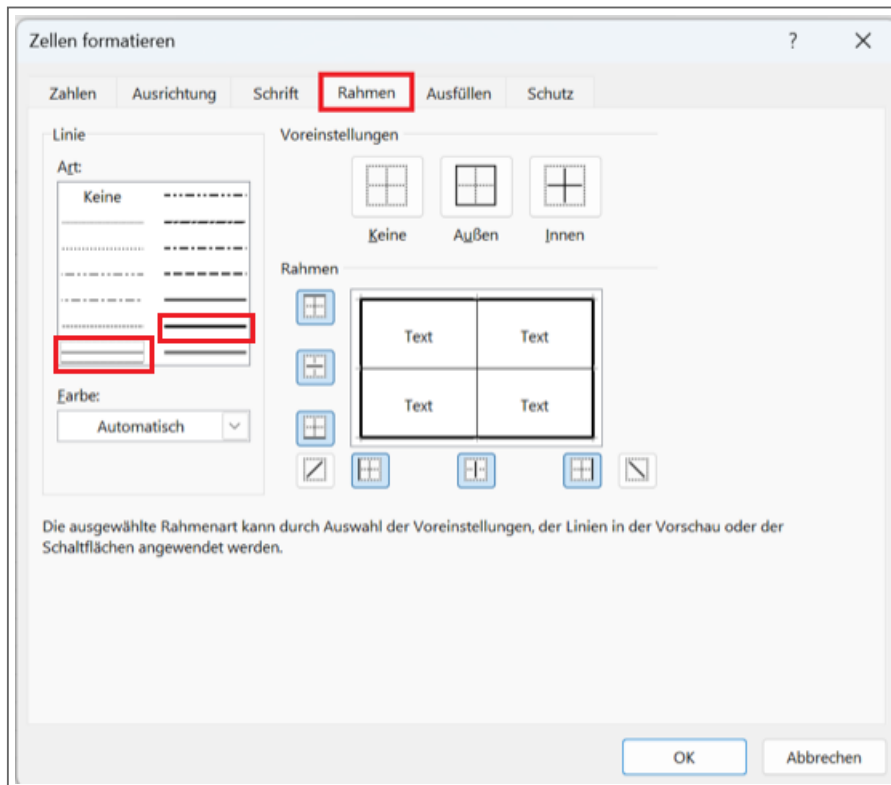 Zellen formatieren
?
Zahlen Ausrichtung Schrift Rahmen Ausfüllen Schutz
Linie
Art:
Keine
Farbe:
Automatisch
Voreinstellungen
Keine Außen Innen
Rahmen
Text Text
Text Text
Die ausgewählte Rahmenart kann durch Auswahl der Voreinstellungen, der Linien in der Vorschau oder der
Schaltflächen angewendet werden.
OK Abbrechen